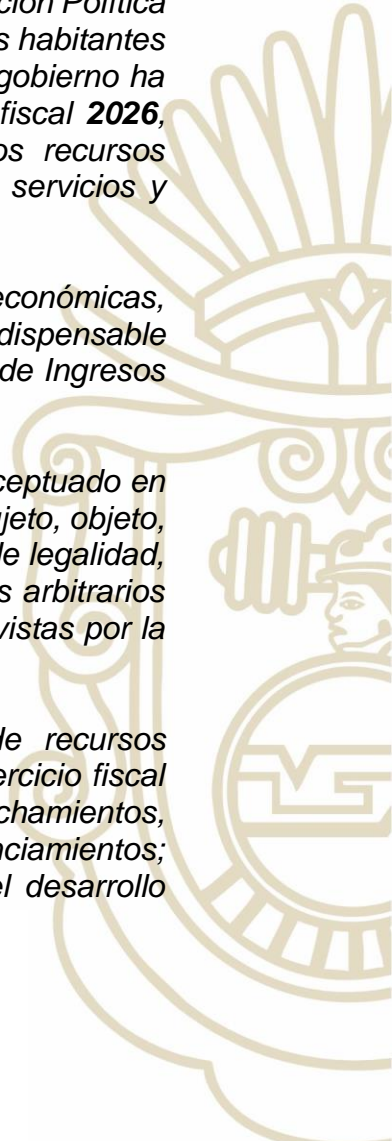 ción Política
s habitantes
gobierno ha
fiscal 2026,
os recursos
servicios y
económicas,
dispensable
de Ingresos
ceptuado en
jeto, objeto,
de legalidad,
s arbitrarios
vistas por la
de recursos
ercicio fiscal
chamientos,
nciamientos;
el desarrollo